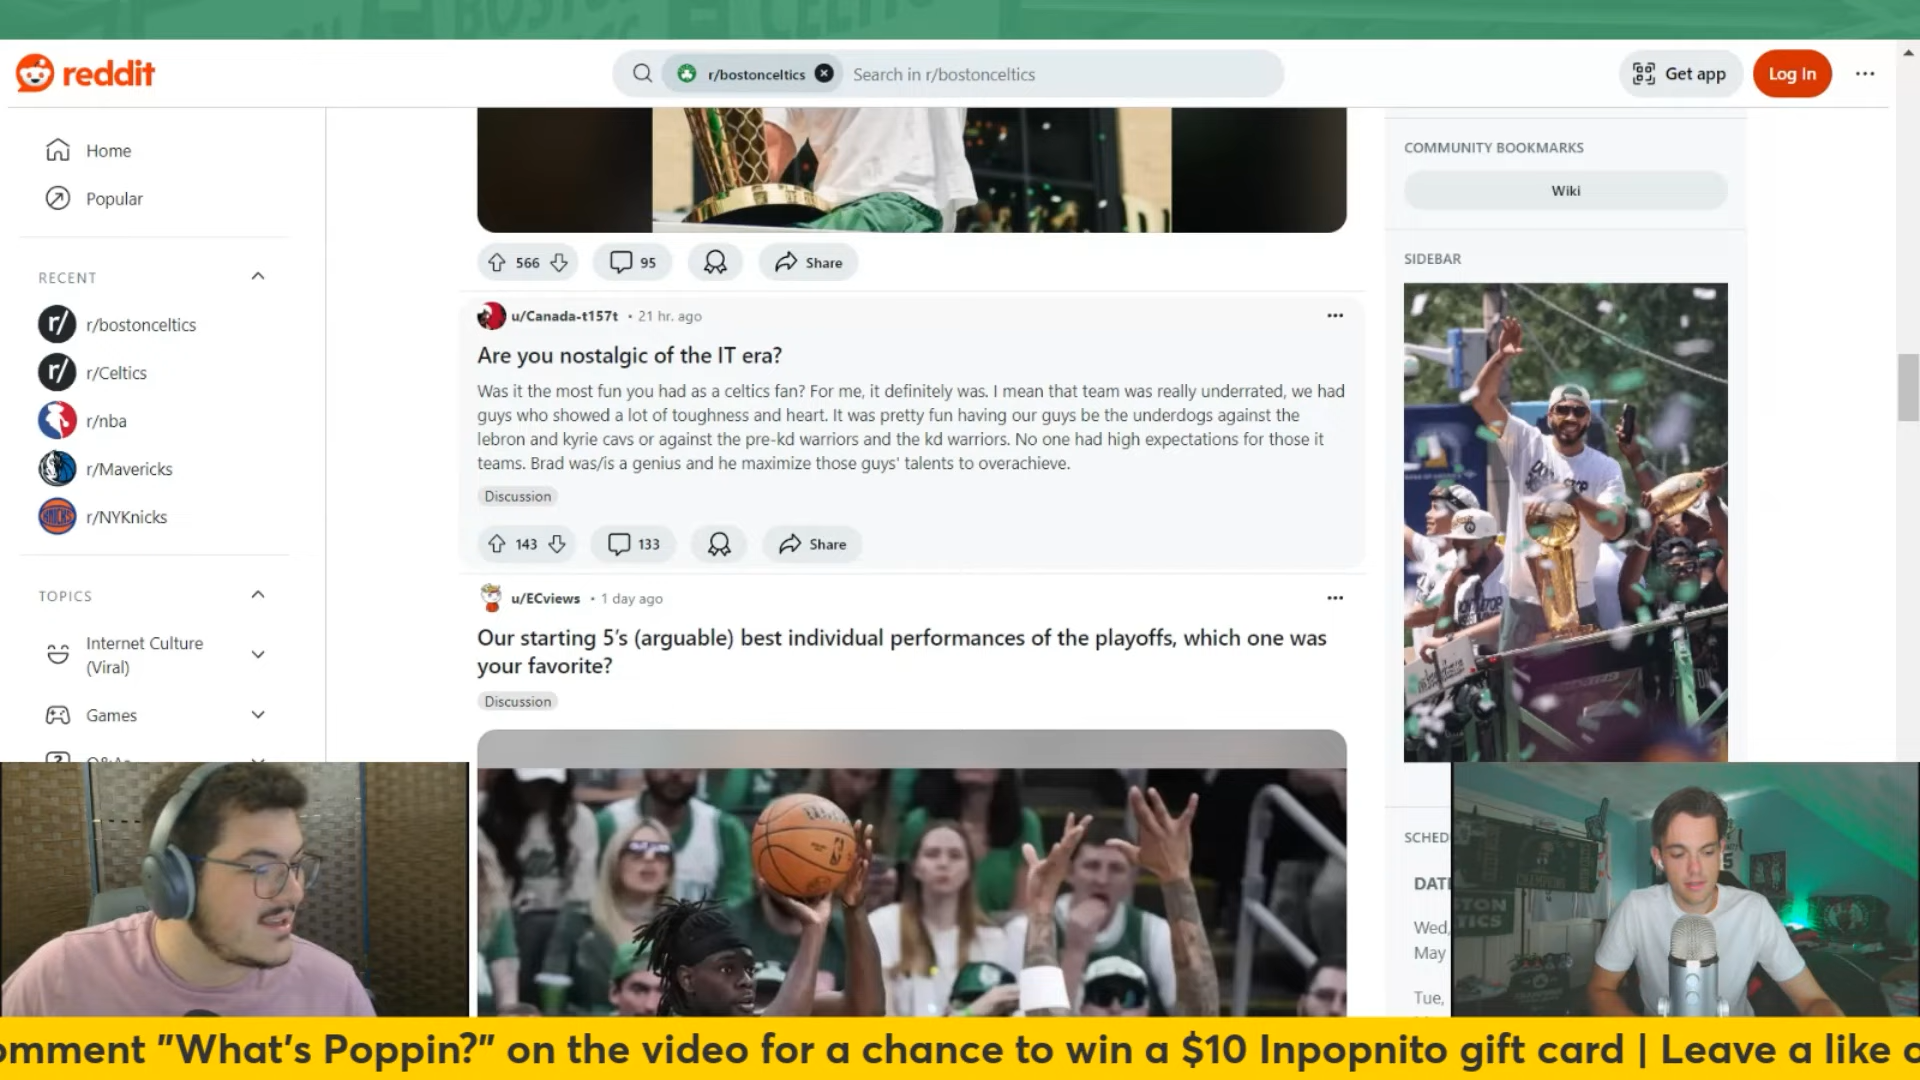 reddit
r/bostonceltics
Search in r/bostonceltics
Get app
Log In
Home
Popular
RECENT
r/bostonceltics
r/Celtics
r/nba
r/Mavericks
r/NYKnicks
TOPICS
Internet Culture
(Viral)
Games
566
95
Share
u/Canada-t157t • 21 hr. ago
Are you nostalgic of the IT era?
Was it the most fun you had as a celtics fan? For me, it definitely was. I mean that team was really underrated, we had
guys who showed a lot of toughness and heart. It was pretty fun having our guys be the underdogs against the
lebron and kyrie cavs or against the pre-kd warriors and the kd warriors. No one had high expectations for those it
teams. Brad was/is a genius and he maximize those guys' talents to overachieve.
Discussion
143
133
Share
u/ECviews • 1 day ago
Our starting 5's (arguable) best individual performances of the playoffs, which one was
your favorite?
Discussion
COMMUNITY BOOKMARKS
Wiki
SIDEBAR
SCHED
DATE
Wed,
May
Tue,
omment "What's Poppin?" on the video for a chance to win a $10 Inpopnito gift card | Leave a like o